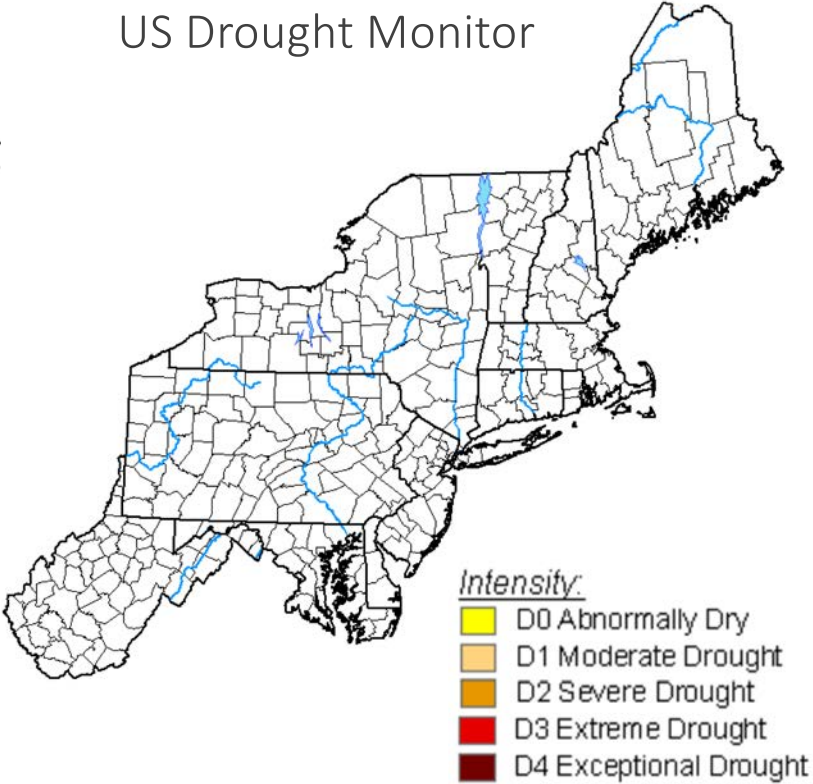 US Drought Monitor
Intensity:
D0 Abnormally Dry
D1 Moderate Drought
D2 Severe Drought
D3 Extreme Drought
D4 Exceptional Drought